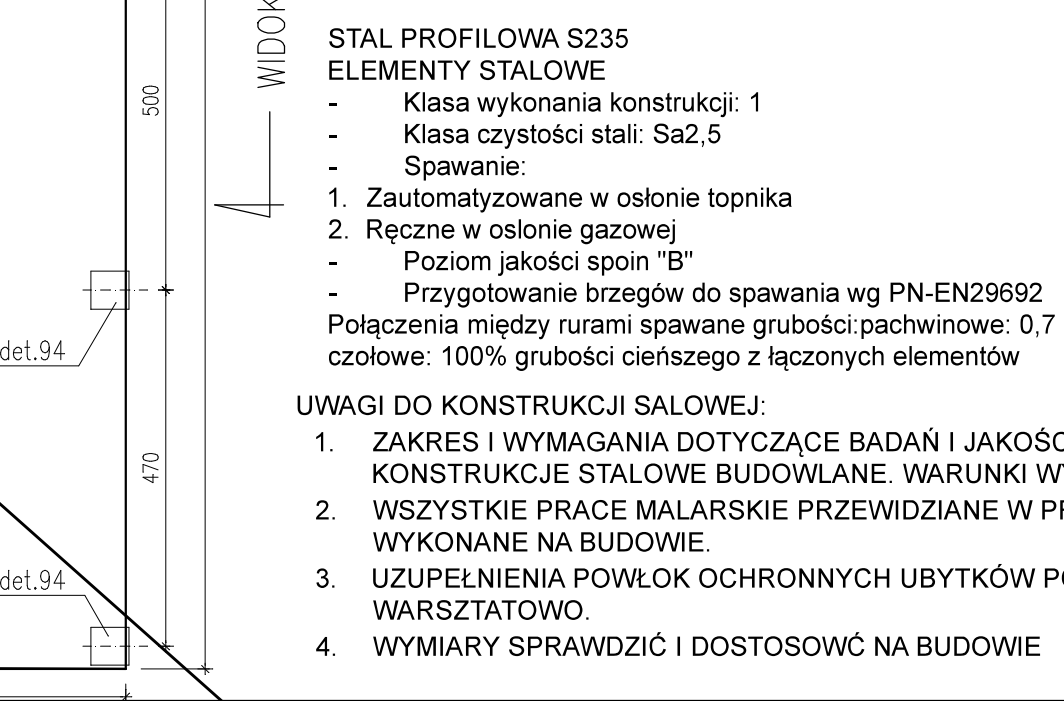 WIDOK
500
det.94
470
det.94
STAL PROFILOWA S235
ELEMENTY STALOWE
- Klasa wykonania konstrukcji: 1
- Klasa czystości stali: Sa2,5
- Spawanie:
1. Zautomatyzowane w osłonie topnika
2. Ręczne w oslonie gazowej
- Poziom jakości spoin "B"
- Przygotowanie brzegów do spawania wg PN-EN29692
Połączenia między rurami spawane grubości:pachwinowe: 0,7
czołowe: 100% grubości cieńszego z łączonych elementów
UWAGI DO KONSTRUKCJI SALOWEJ:
1. ZAKRES I WYMAGANIA DOTYCZĄCE BADAŃ I
KONSTRUKCJE STALOWE BUDOWLANE. WARUNKI
2. WSZYSTKIE PRACE MALARSKIE PRZEWIDZIANE W
WYKONANE NA BUDOWIE.
3. UZUPEŁNIENIA POWŁOK OCHRONNYCH UBYTKÓW
WARSZTATOWO.
4. WYMIARY SPRAWDZIĆ I DOSTOSOWĆ NA BUDOWIE